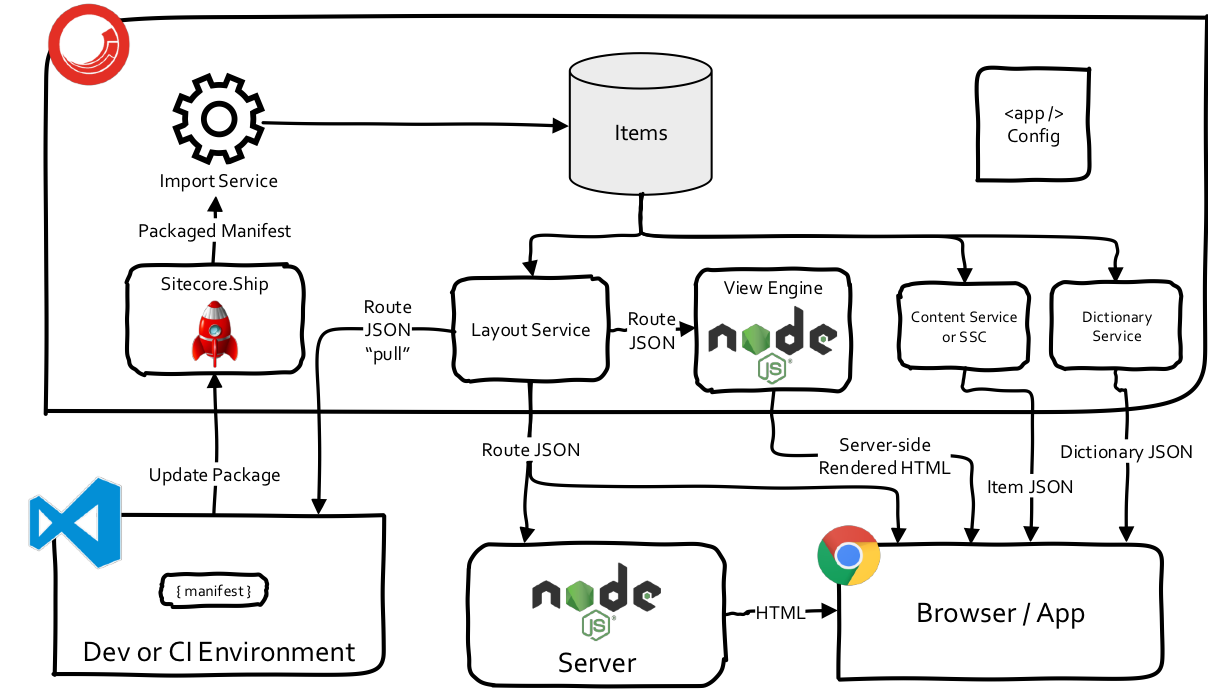 <app />
Config
Items
Import Service
Packaged Manifest
Sitecore.Ship
Route
JSON
“pull”
Layout Service
Route
JSON
View Engine
node
JS
Content Service
or SSC
Dictionary
Service
Update Package
Route JSON
Server-side
Rendered HTML
Item JSON
Dictionary JSON
{ manifest }
Dev or CI Environment
node
JS
Server
HTML
Browser / App